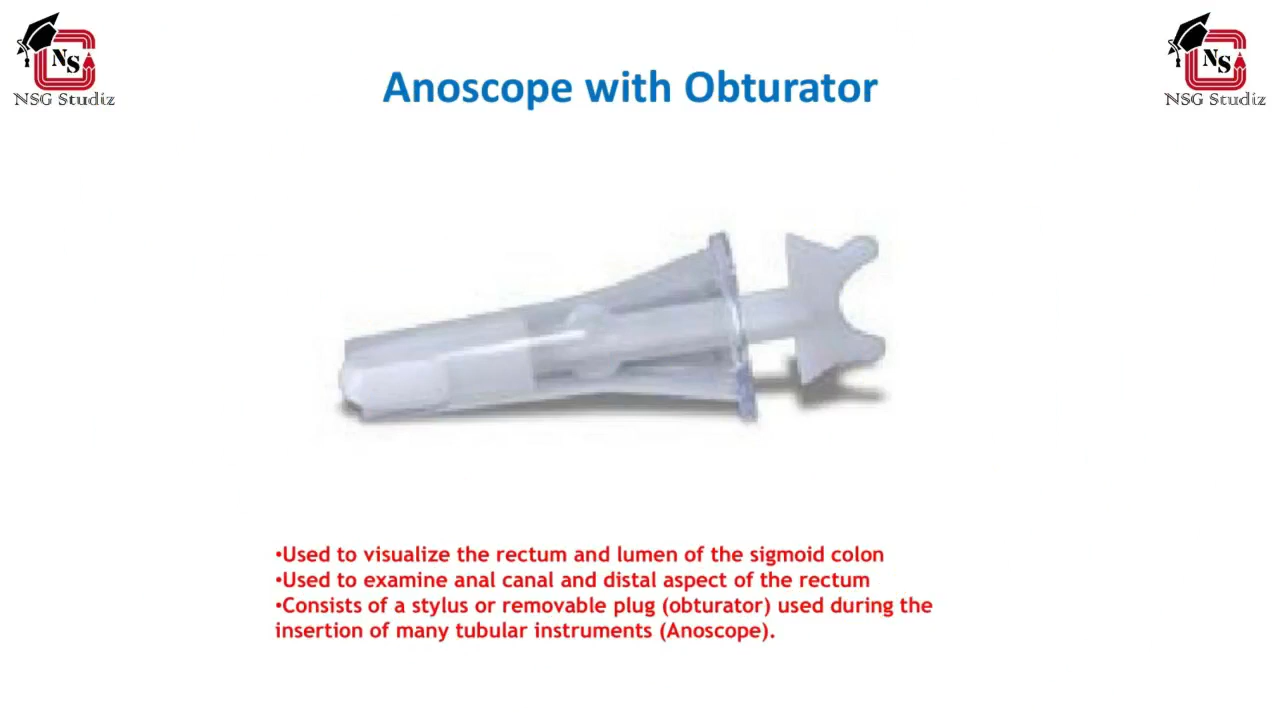 NS
NSG Studiz
NS
NSG Studiz
Anoscope with Obturator
•Used to visualize the rectum and lumen of the sigmoid colon
•Used to examine anal canal and distal aspect of the rectum
•Consists of a stylus or removable plug (obturator) used during the
insertion of many tubular instruments (Anoscope).